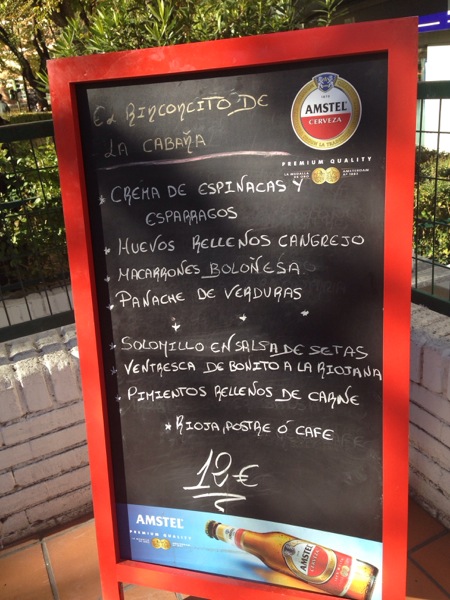 El RINCONCITO DE
LA CABAÑA
AMSTEL
CERVEZA
PREMIUM QUALITY
* CREMA DE ESPINACAS Y
ESPARRAGOS
* HUEVOS RELLENOS CANGREJO
* MACARRONES BOLOÑESA
* PANACHE DE VERDURAS
* * *
* SOLOMILLO EN SALSA DE SETAS
* VENTRESCA DE BONITO A LA RIOJANA
* PIMIENTOS RELLENOS DE CARNE
* RIOJA, POSTRE ó CAFE
12€
AMSTEL
PREMIUM QUALITY
AMSTEL